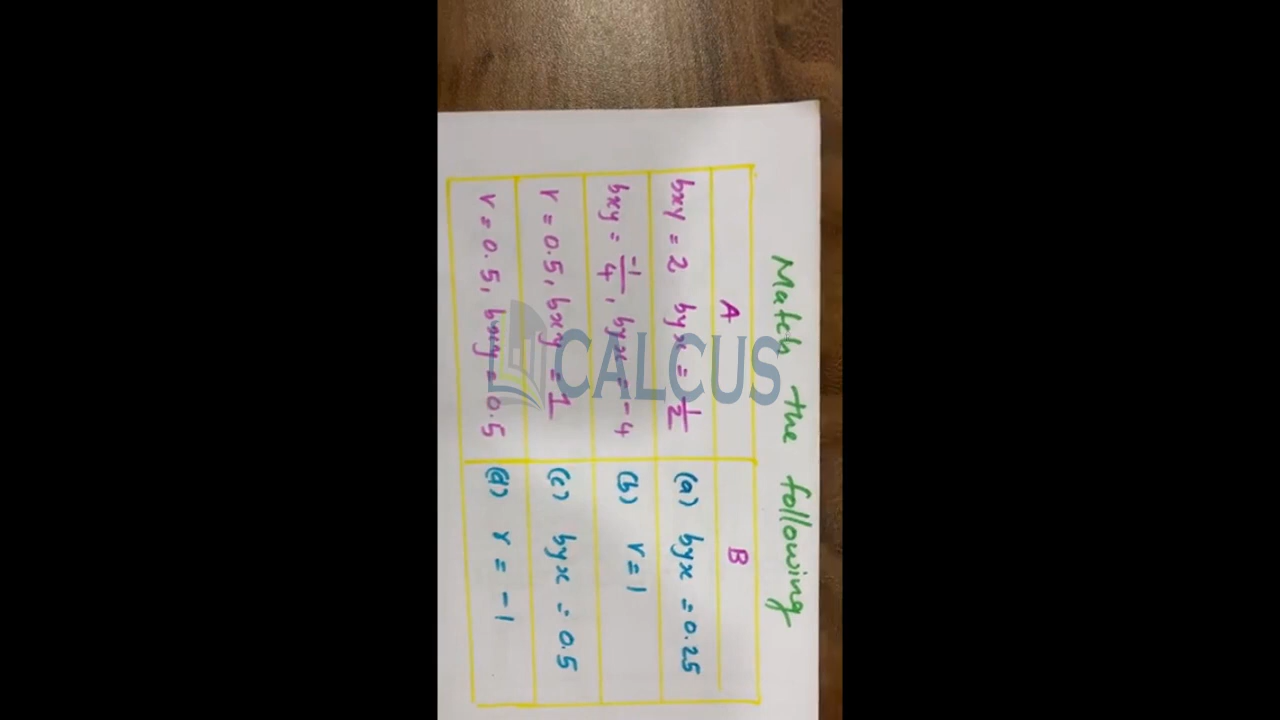 Match the following
A B
bxy = 2 byx = 1/2 (a) byx = 0.25
bxy = -1/4, byx = -4 (b) r = 1
r = 0.5, bxy = 1 (c) byx = 0.5
r = 0.5, bxy = 0.5 (d) r = -1
CALCUS